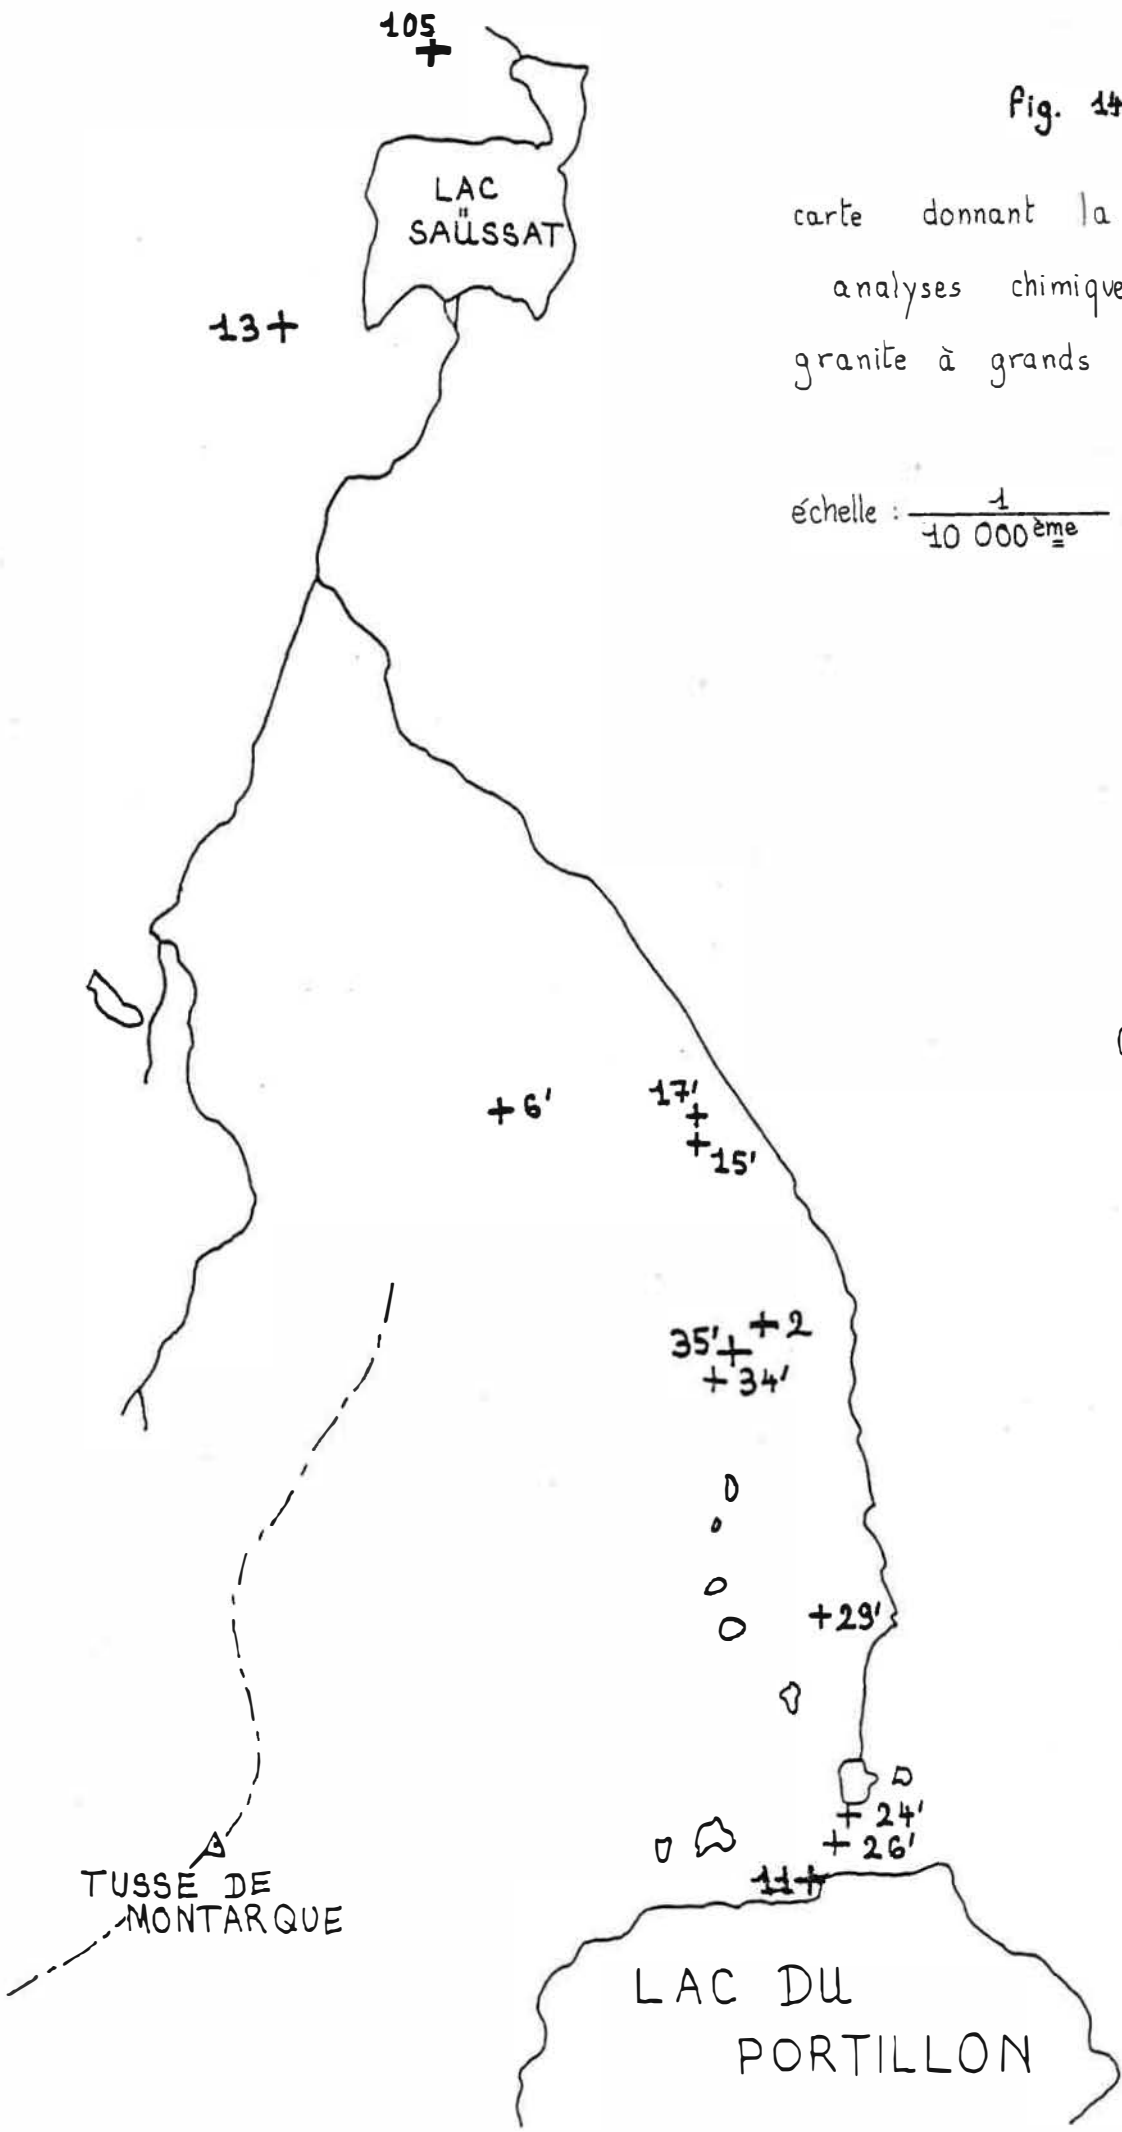 105
fig. 14
LAC
SAÜSSAT
carte donnant la
analyses chimique
granite à grands
13
échelle : 1
10 000ème
6'
17'
15'
2
35'
34'
29'
24'
26'
11
TUSSE DE
MONTARQUE
LAC DU
PORTILLON